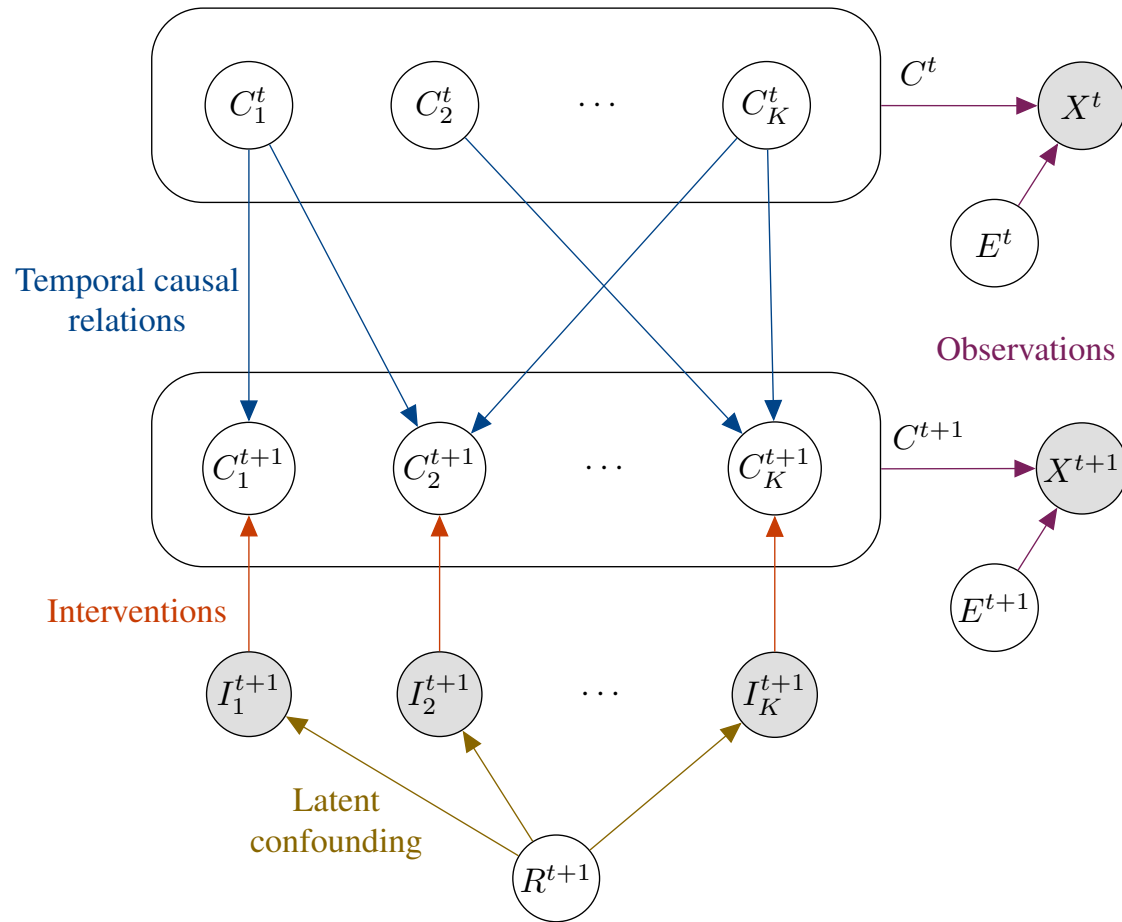 C_1^t C_2^t ⋯ C_K^t
C^t
X^t
E^t
Temporal causal
relations
Observations
C_1^{t+1} C_2^{t+1} ⋯ C_K^{t+1}
C^{t+1}
X^{t+1}
Interventions
E^{t+1}
I_1^{t+1} I_2^{t+1} ⋯ I_K^{t+1}
Latent
confounding
R^{t+1}